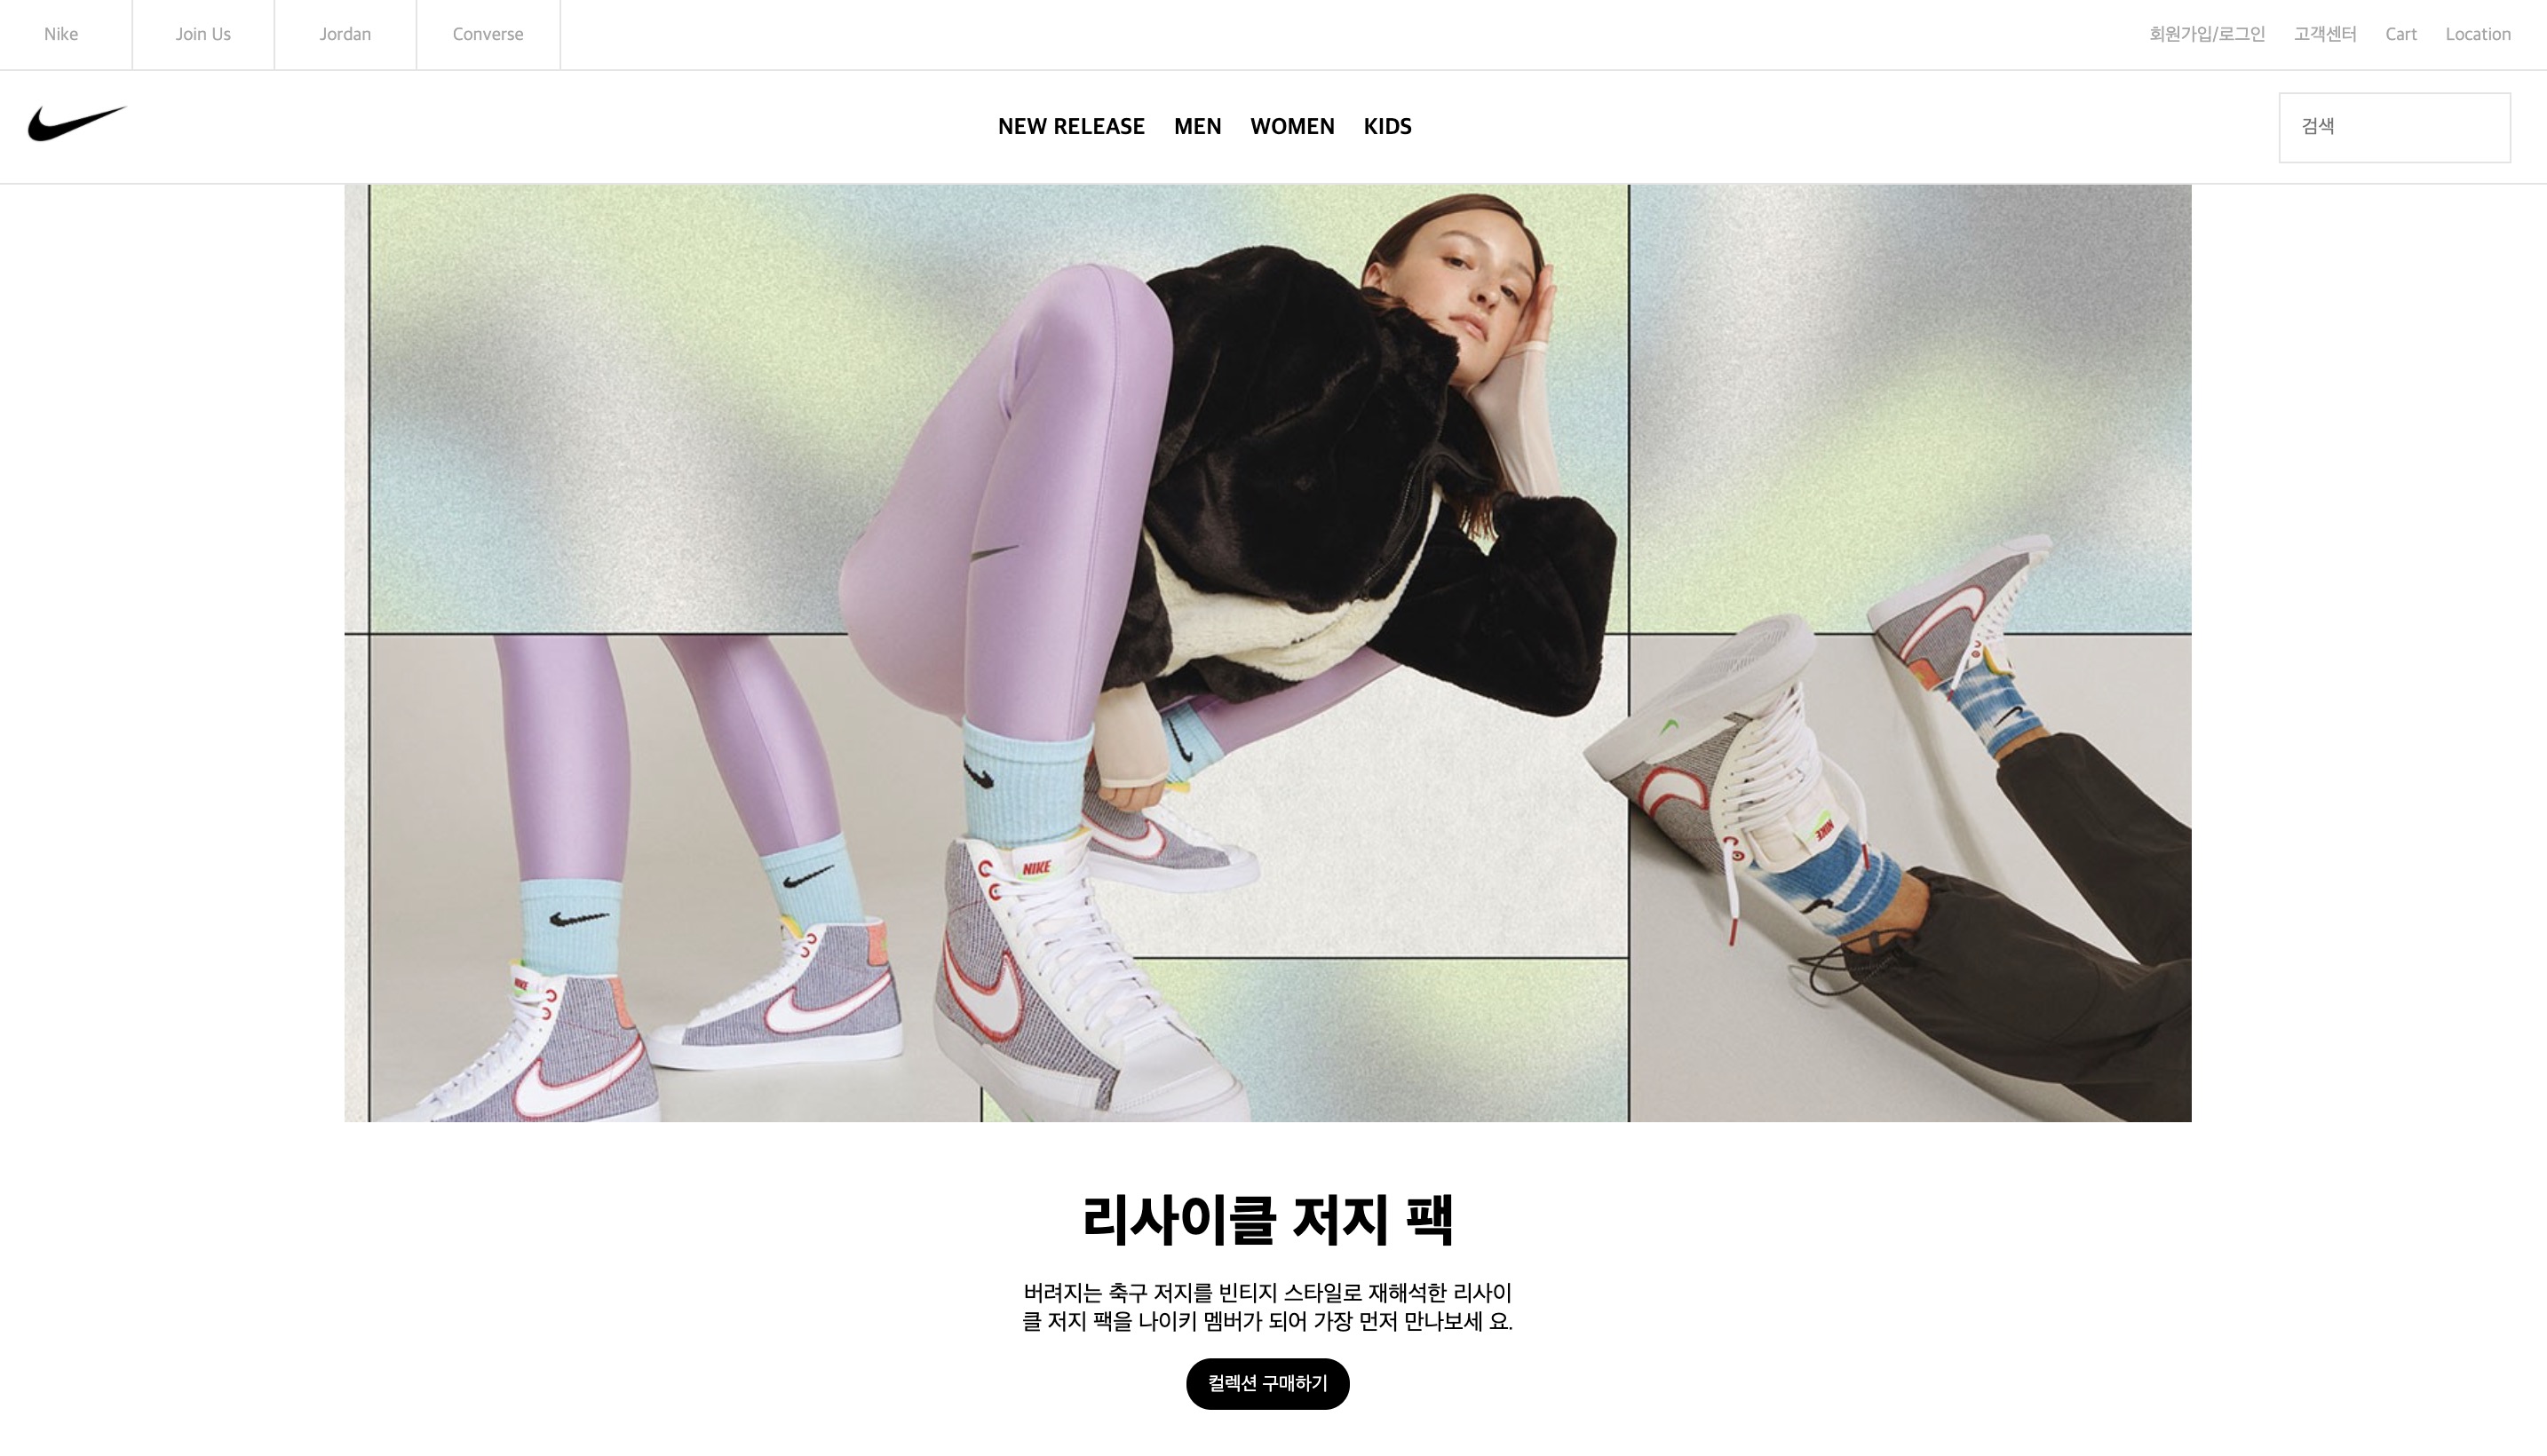 Nike Join Us Jordan Converse 회원가입/로그인 고객센터 Cart Location
NEW RELEASE MEN WOMEN KIDS 검색
NIKE
NIKE
NIKE
리사이클 저지 팩
버려지는 축구 저지를 빈티지 스타일로 재해석한 리사이
클 저지 팩을 나이키 멤버가 되어 가장 먼저 만나보세 요.
컬렉션 구매하기